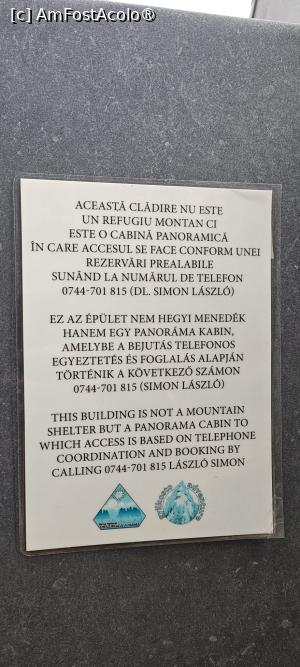 [c] AmFostAcolo®
ACEASTĂ CLĂDIRE NU ESTE
UN REFUGIU MONTAN CI
ESTE O CABINĂ PANORAMICĂ
ÎN CARE ACCESUL SE FACE CONFORM UNEI
REZERVĂRI PREALABILE
SUNÂND LA NUMĂRUL DE TELEFON
0744-701 815 (DL. SIMON LÁSZLÓ)
EZ AZ ÉPÜLET NEM HEGYI MENEDÉK
HANEM EGY PANORÁMA KABIN,
AMELYBE A BEJUTÁS TELEFONOS
EGYEZTETÉS ÉS FOGLALÁS ALAPJÁN
TÖRTÉNIK A KÖVETKEZŐ SZÁMON
0744-701 815 (SIMON LÁSZLÓ)
THIS BUILDING IS NOT A MOUNTAIN
SHELTER BUT A PANORAMA CABIN TO
WHICH ACCESS IS BASED ON TELEPHONE
COORDINATION AND BOOKING BY
CALLING 0744-701 815 LÁSZLÓ SIMON